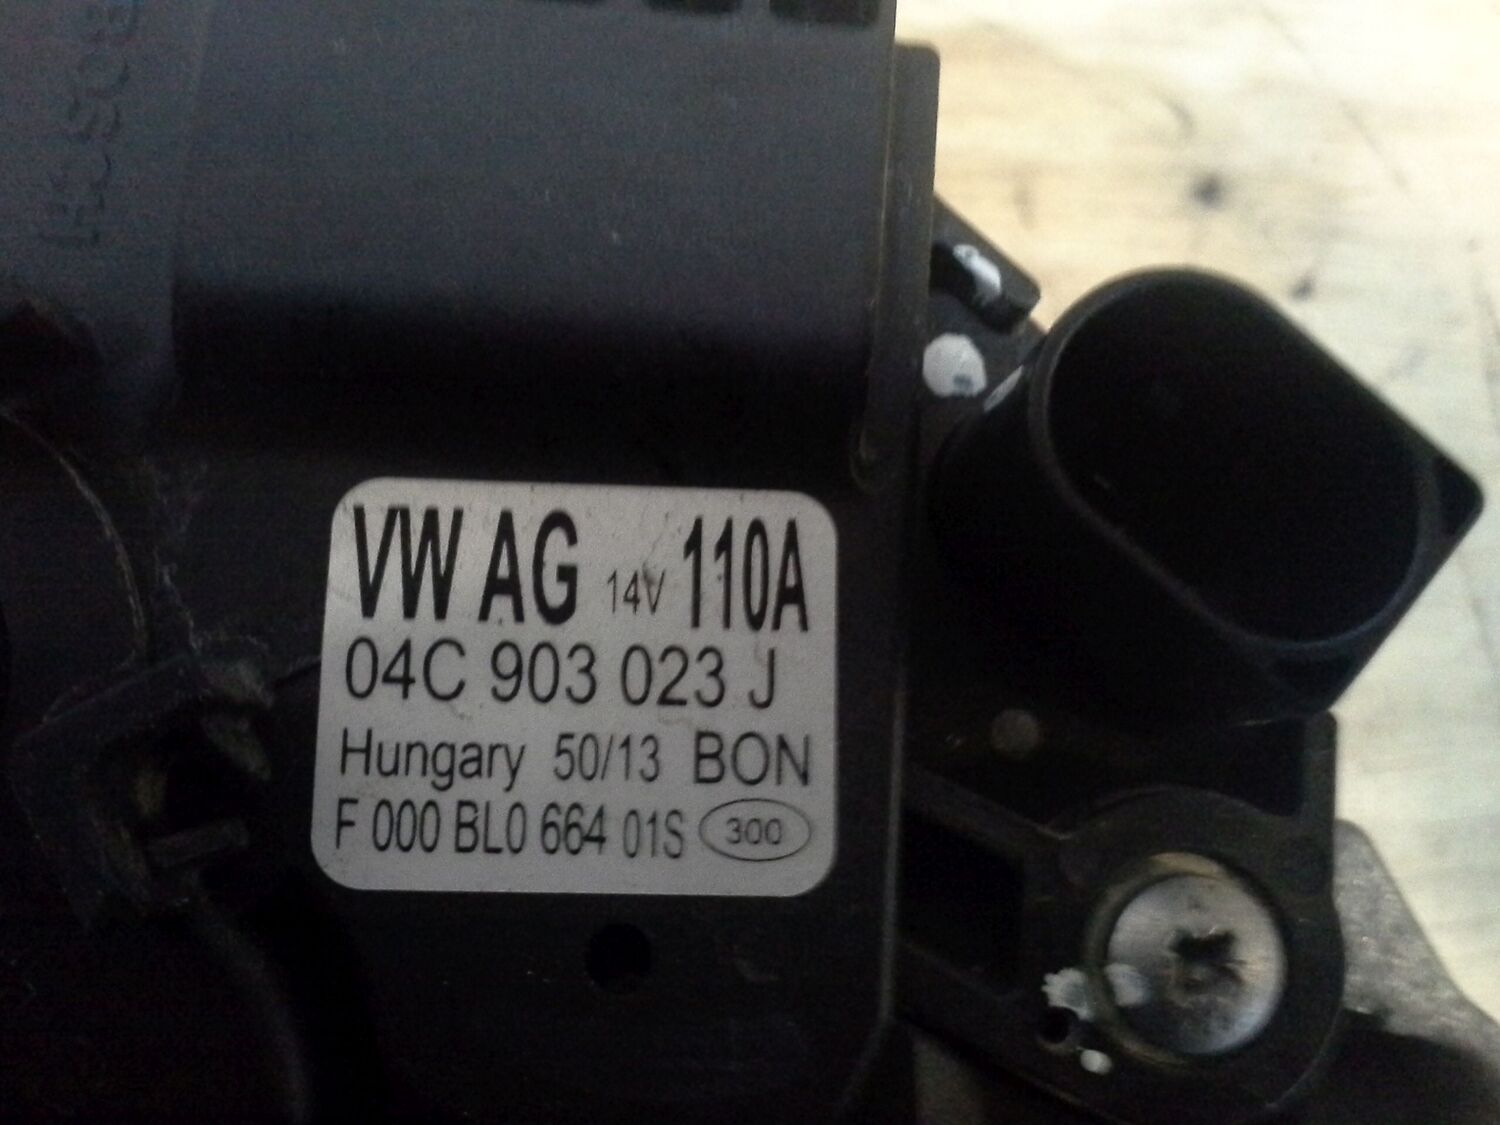 VW AG 14V 110A
04C 903 023 J
Hungary 50/13 BON
F 000 BL0 664 01S 300